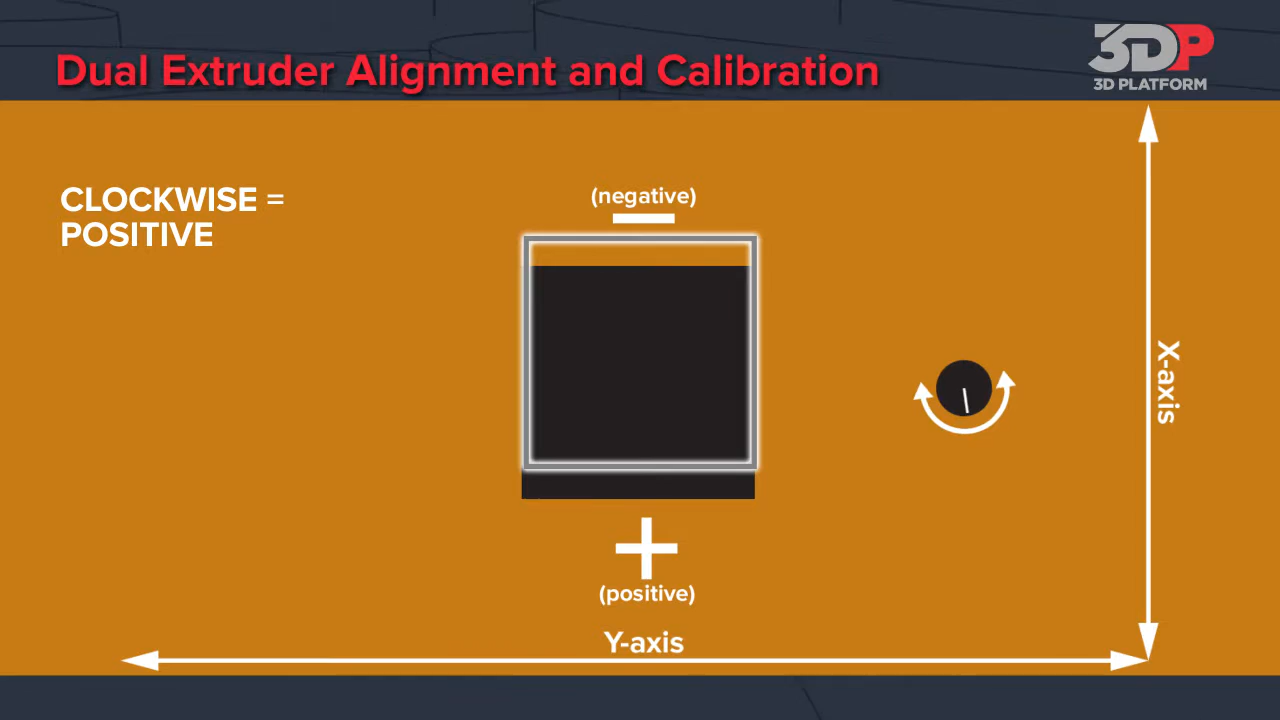 Dual Extruder Alignment and Calibration
3DP
3D PLATFORM
CLOCKWISE =
POSITIVE
(negative)
X-axis
(positive)
Y-axis